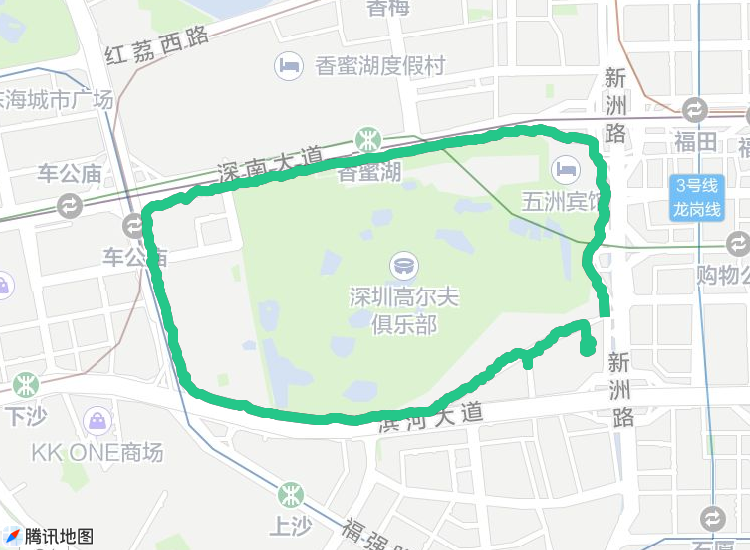 香梅
红荔西路
香蜜湖度假村
新洲路
东海城市广场
福田
深南大道
香蜜湖
车公庙
3号线
龙岗线
五洲宾馆
车公庙
购物公
深圳高尔夫
俱乐部
新洲路
下沙
滨河大道
KK ONE商场
上沙
福强
腾讯地图